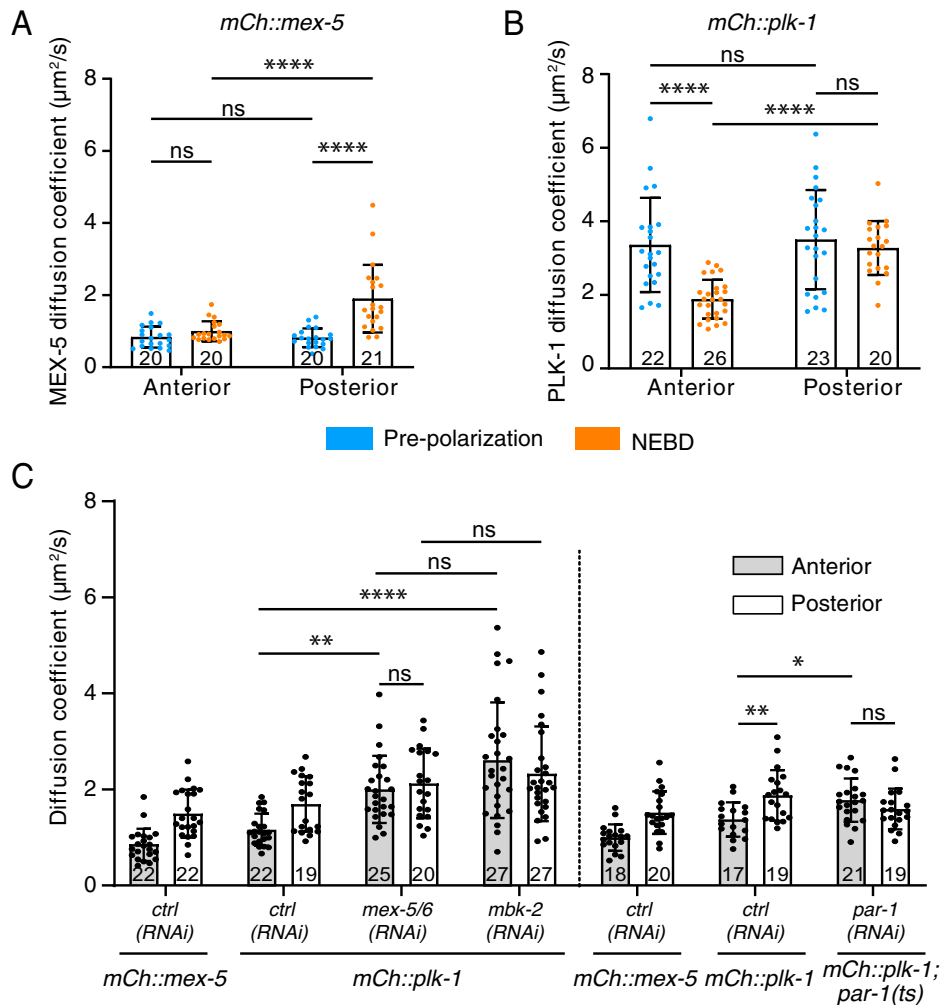 A
mCh::mex-5
MEX-5 diffusion coefficient (μm²/s)
8
6
4
2
0
****
ns
ns
****
20
20
20
21
Anterior
Posterior
B
mCh::plk-1
PLK-1 diffusion coefficient (μm²/s)
8
6
4
2
0
ns
ns
****
****
22
26
23
20
Anterior
Posterior
Pre-polarization
NEBD
C
Diffusion coefficient (μm²/s)
8
6
4
2
0
ns
ns
****
**
ns
Anterior
Posterior
*
**
ns
22
22
22
19
25
20
27
27
18
20
17
19
21
19
ctrl (RNAi)
ctrl (RNAi)
mex-5/6 (RNAi)
mbk-2 (RNAi)
ctrl (RNAi)
ctrl (RNAi)
par-1 (RNAi)
mCh::mex-5
mCh::plk-1
mCh::mex-5
mCh::plk-1
mCh::plk-1;
par-1(ts)